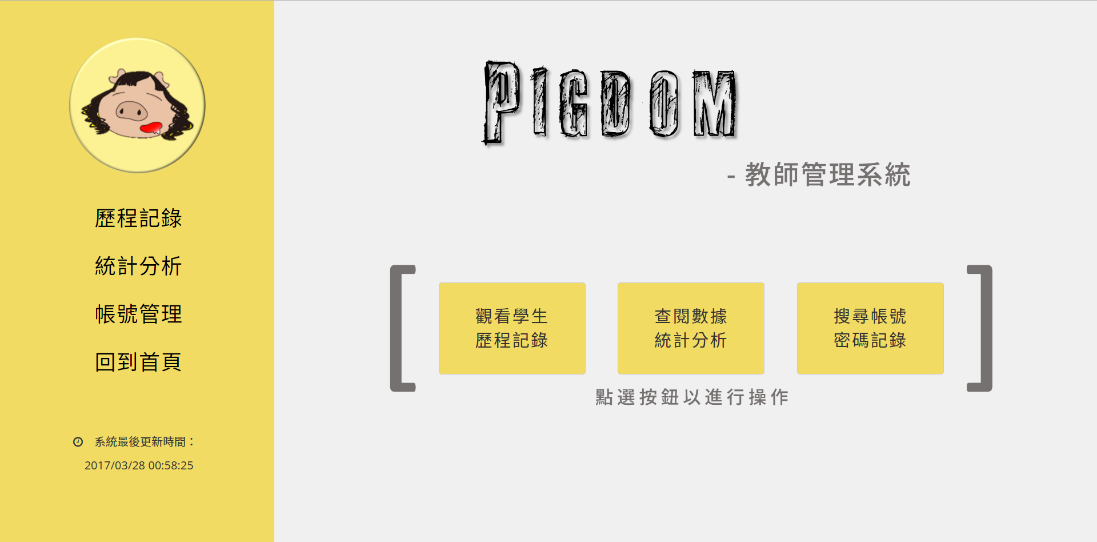 歷程記錄
統計分析
帳號管理
回到首頁
系統最後更新時間：
2017/03/28 00:58:25
PIGDOM
- 教師管理系統
觀看學生
歷程記錄
查閱數據
統計分析
搜尋帳號
密碼記錄
點選按鈕以進行操作